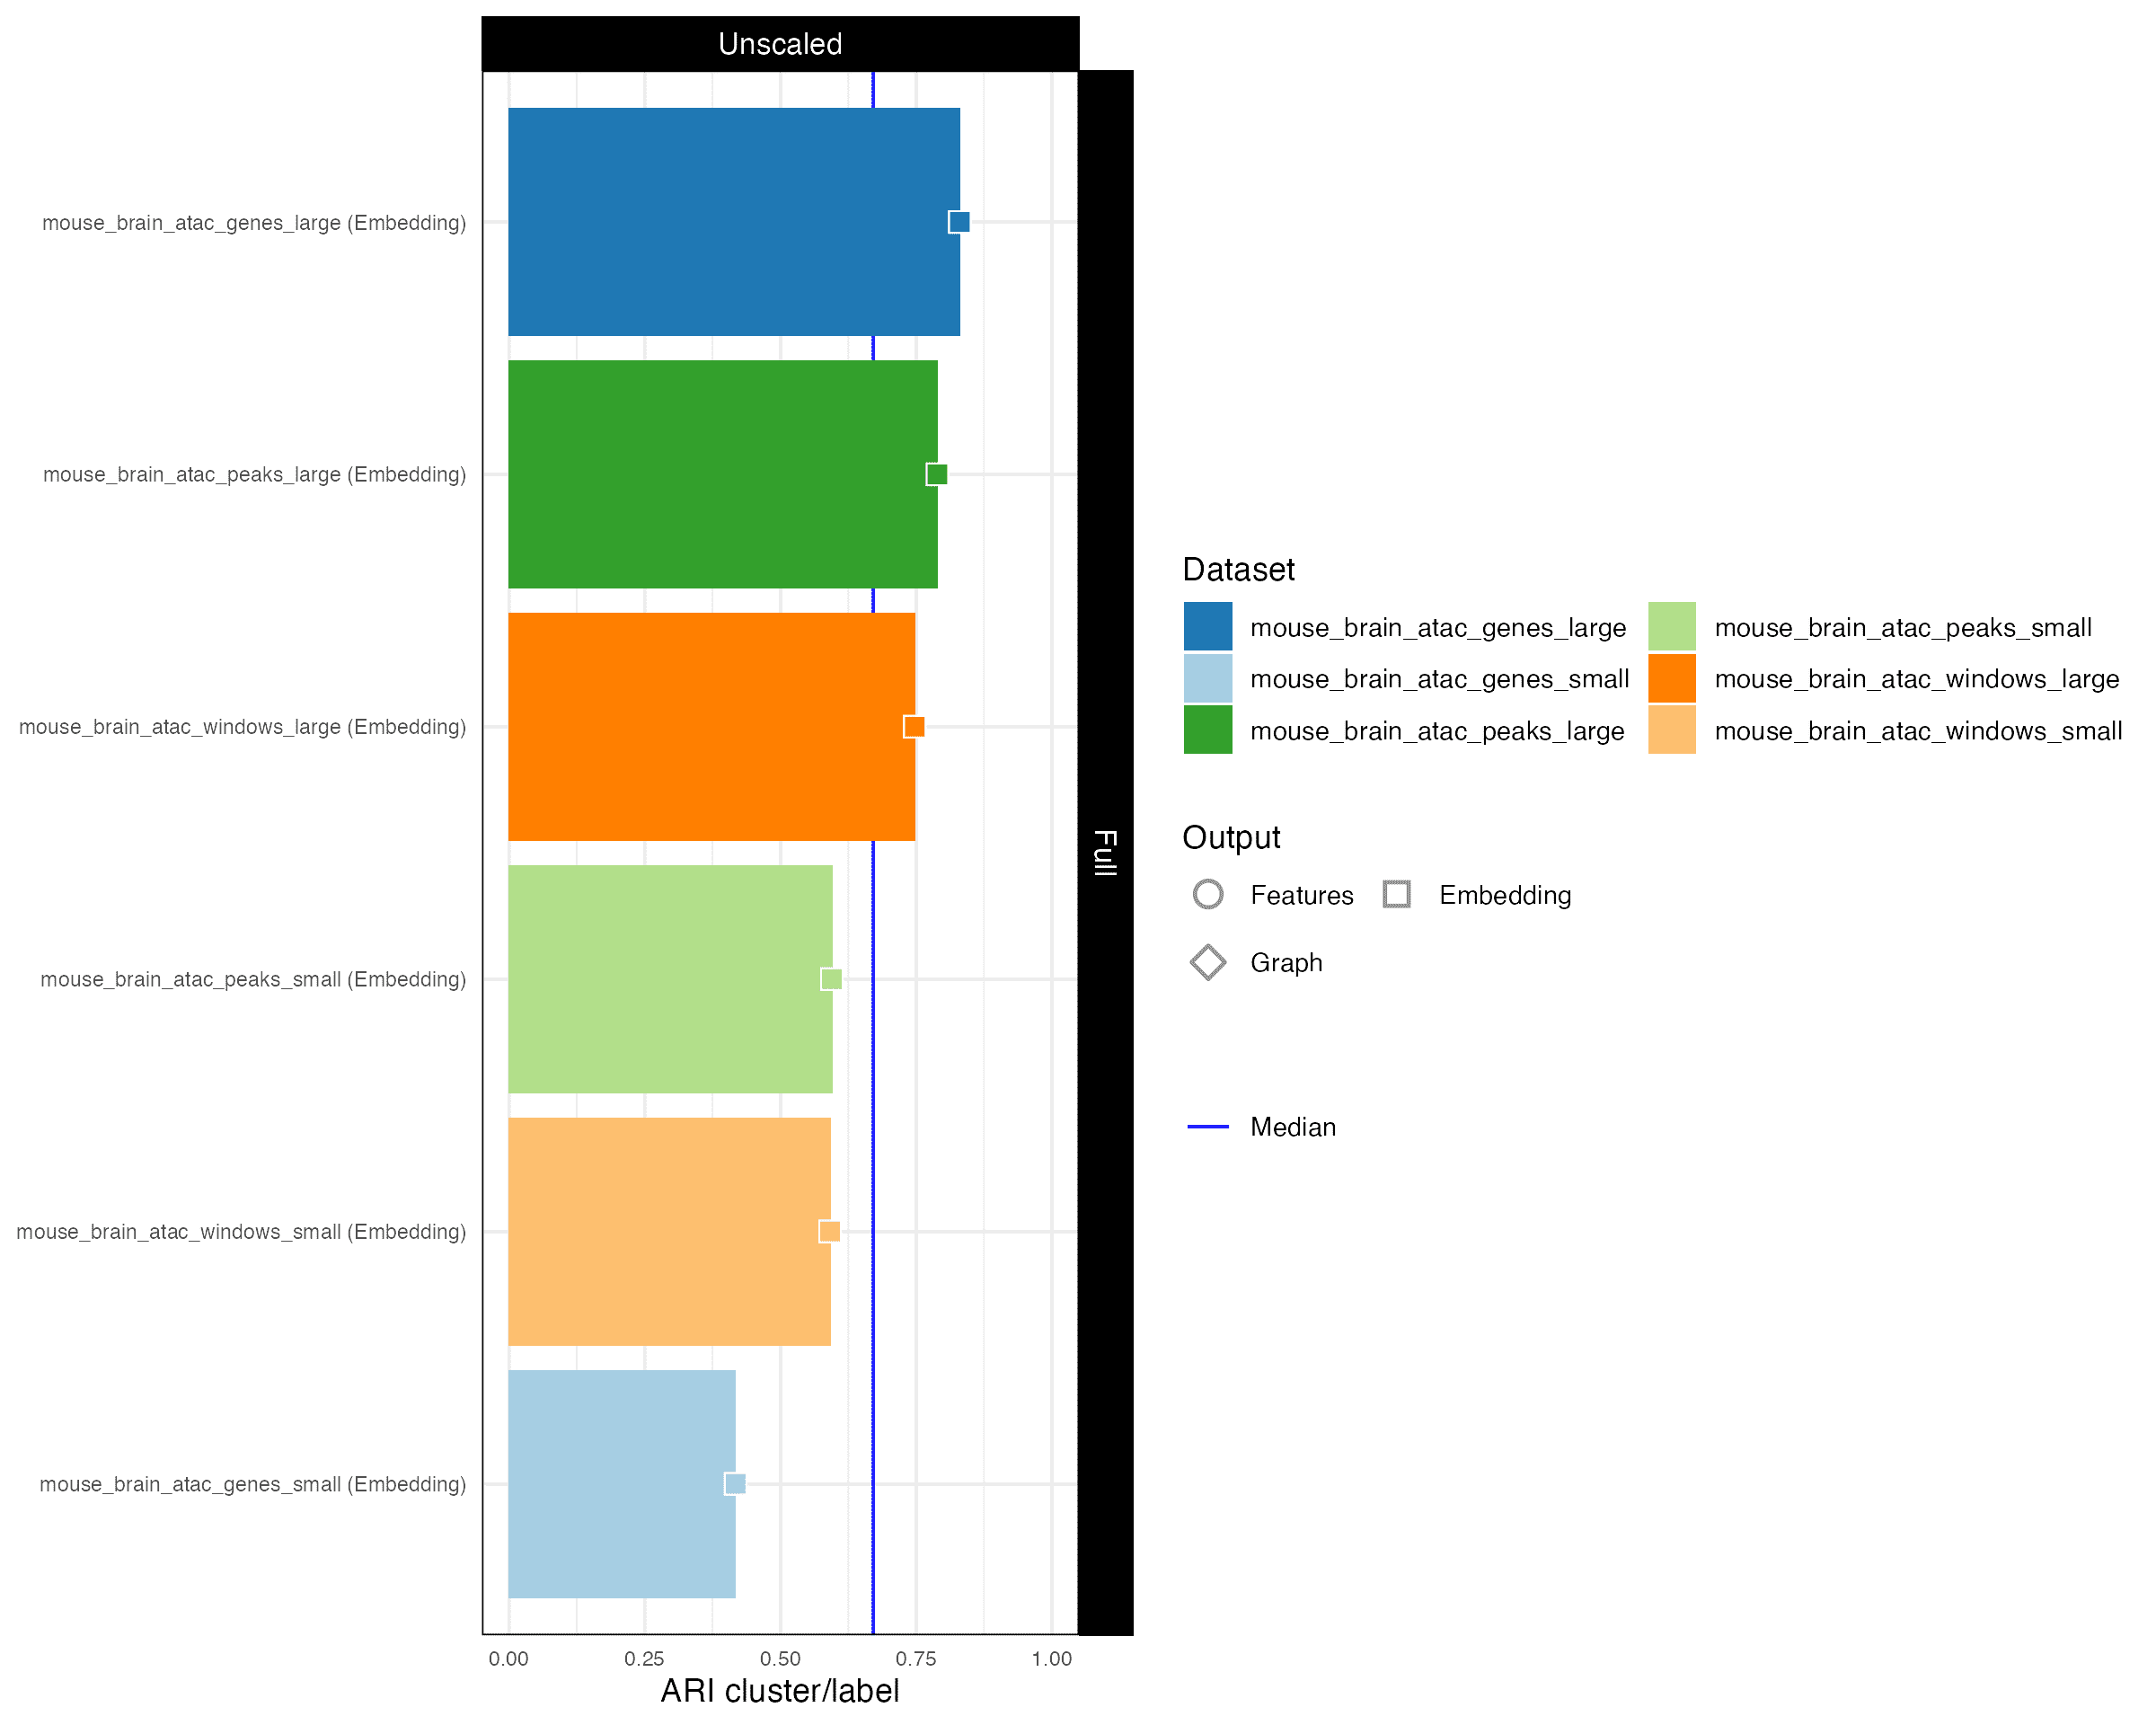 Unscaled
mouse_brain_atac_genes_large (Embedding)
mouse_brain_atac_peaks_large (Embedding)
mouse_brain_atac_windows_large (Embedding)
mouse_brain_atac_peaks_small (Embedding)
mouse_brain_atac_windows_small (Embedding)
mouse_brain_atac_genes_small (Embedding)
0.00 0.25 0.50 0.75 1.00
ARI cluster/label
Full
Dataset
mouse_brain_atac_genes_large mouse_brain_atac_peaks_small
mouse_brain_atac_genes_small mouse_brain_atac_windows_large
mouse_brain_atac_peaks_large mouse_brain_atac_windows_small
Output
Features Embedding
Graph
Median